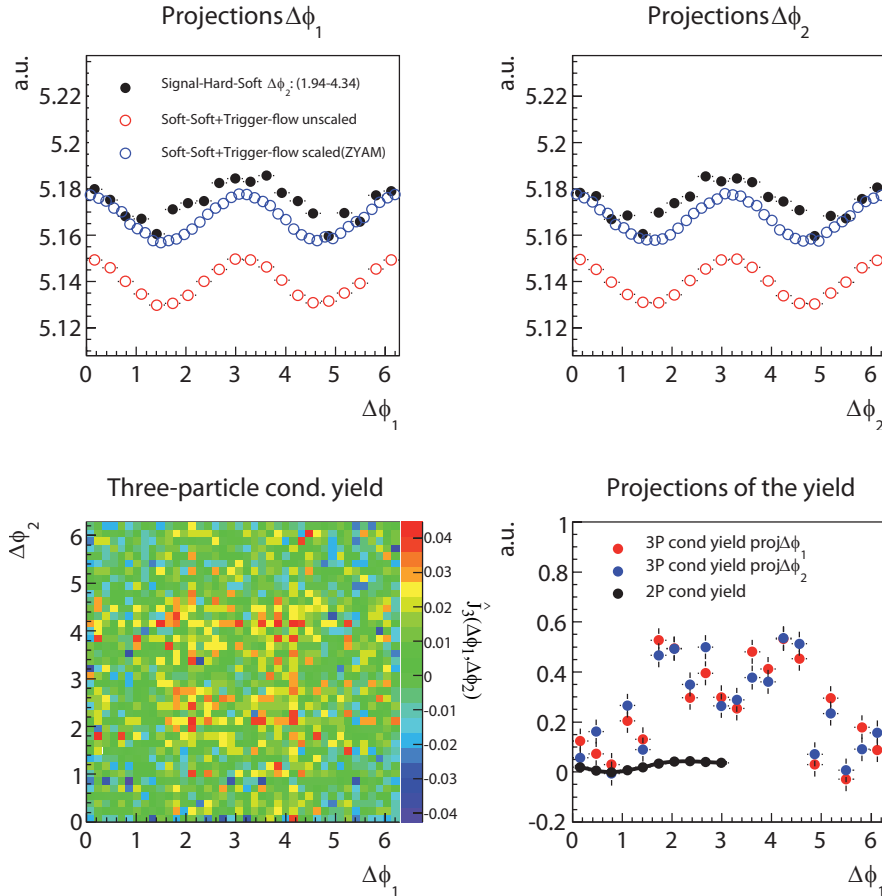 Projections Δϕ₁
a.u.
5.22
5.2
5.18
5.16
5.14
5.12
Signal-Hard-Soft Δϕ₂: (1.94-4.34)
Soft-Soft+Trigger-flow unscaled
Soft-Soft+Trigger-flow scaled(ZYAM)
0 1 2 3 4 5 6
Δϕ₁
Projections Δϕ₂
a.u.
5.22
5.2
5.18
5.16
5.14
5.12
0 1 2 3 4 5 6
Δϕ₂
Three-particle cond. yield
Δϕ₂
6
5
4
3
2
1
0
0 1 2 3 4 5 6
Δϕ₁
0.04
0.03
0.02
0.01
0
-0.01
-0.02
-0.03
-0.04
Ĵ₃(Δϕ₁,Δϕ₂)
Projections of the yield
a.u.
1
0.8
0.6
0.4
0.2
0
-0.2
3P cond yield projΔϕ₁
3P cond yield projΔϕ₂
2P cond yield
0 1 2 3 4 5 6
Δϕ₁